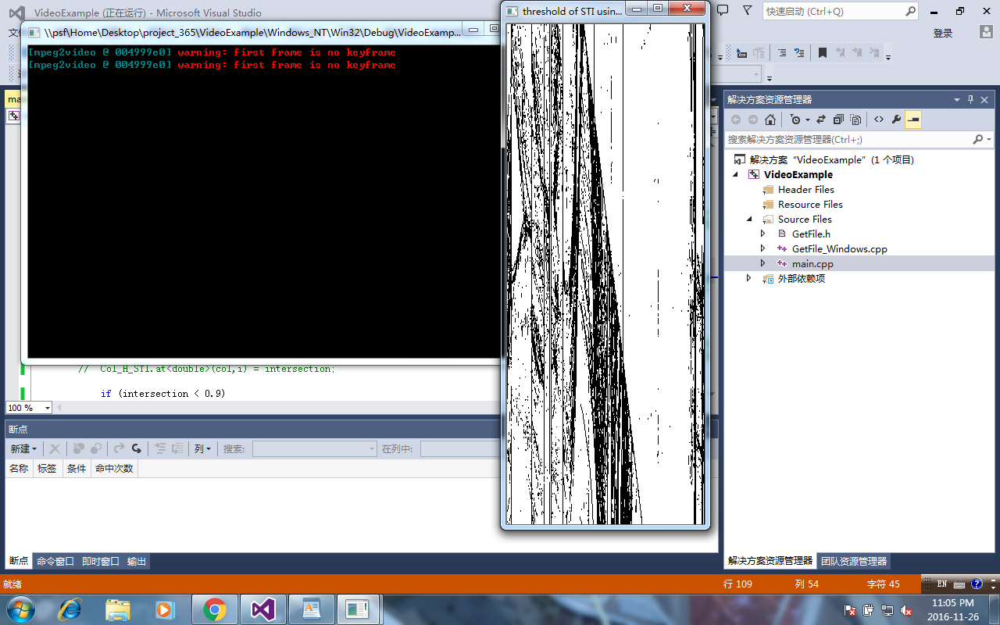 VideoExample (正在运行) - Microsoft Visual Studio
快速启动 (Ctrl+Q)
登录
\\psf\Home\Desktop\project_365\VideoExample\Windows_NT\Win32\Debug\VideoExamp...
[mpeg2video @ 004999e0] warning: first frame is no keyframe
[mpeg2video @ 004999e0] warning: first frame is no keyframe
threshold of STI usin...
// Col_H_STI.at<double>(col,i) = intersection;
if (intersection < 0.9)
100 %
解决方案资源管理器
搜索解决方案资源管理器(Ctrl+;)
解决方案 "VideoExample" (1 个项目)
VideoExample
Header Files
Resource Files
Source Files
GetFile.h
GetFile_Windows.cpp
main.cpp
外部依赖项
断点
新建
列
搜索:
在列中:
名称 标签 条件 命中次数
断点 命令窗口 即时窗口 输出
解决方案资源管理器 团队资源管理器
就绪
行 109 列 54 字符 45
EN
11:05 PM
2016-11-26